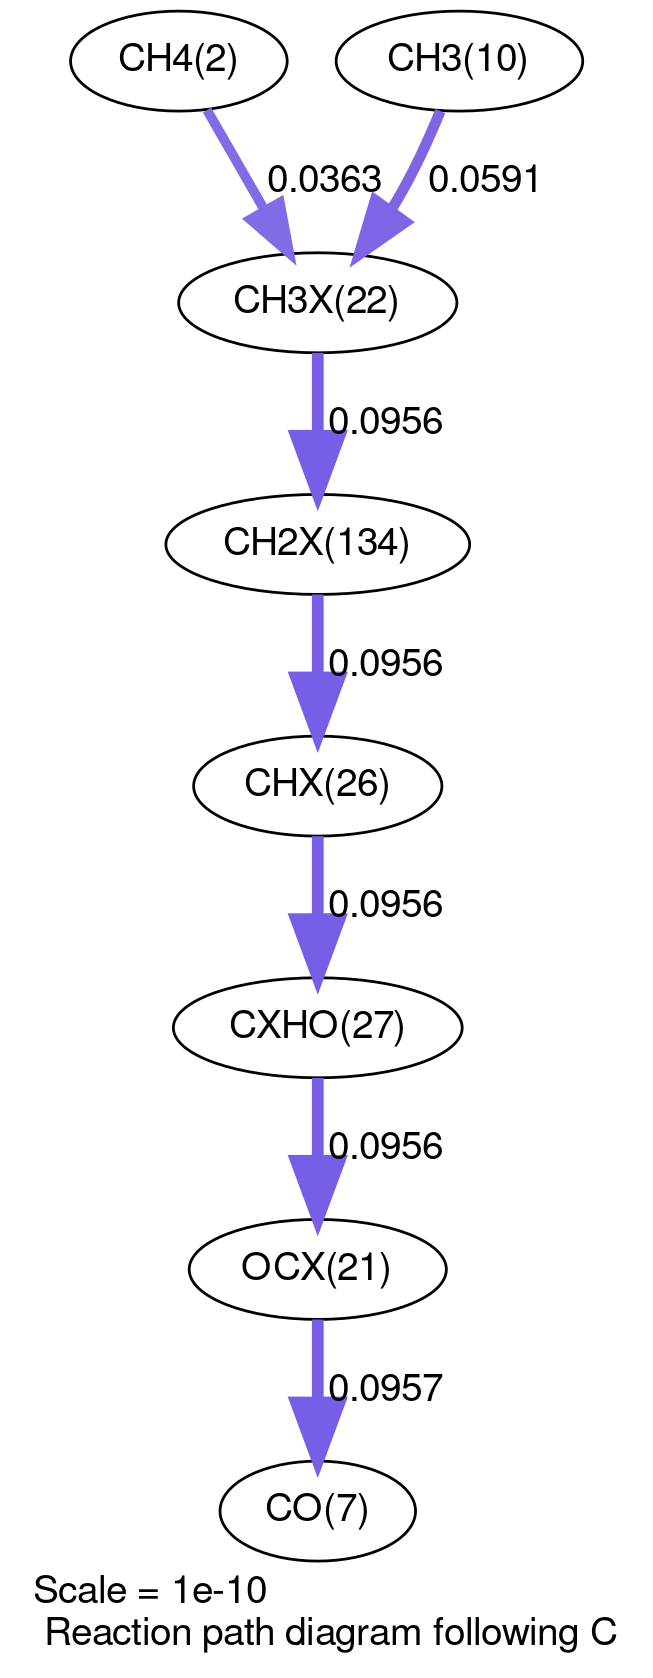 CH4(2)
CH3(10)
0.0363
0.0591
CH3X(22)
0.0956
CH2X(134)
0.0956
CHX(26)
0.0956
CXHO(27)
0.0956
OCX(21)
0.0957
CO(7)
Scale = 1e-10
Reaction path diagram following C